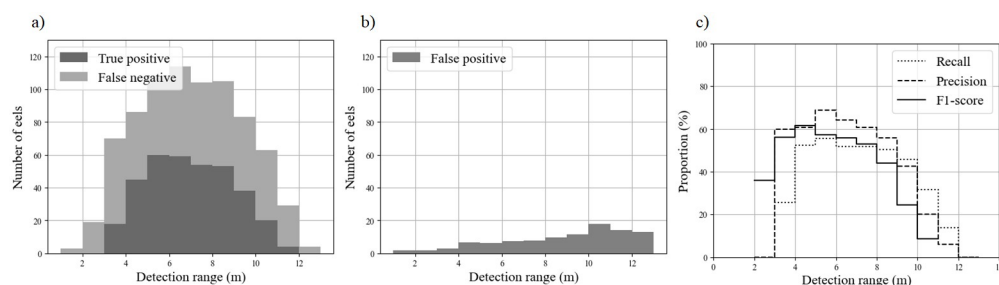 a)
True positive
False negative
Number of eels
120
100
80
60
40
20
0
2 4 6 8 10 12
Detection range (m)
b)
False positive
Number of eels
120
100
80
60
40
20
0
2 4 6 8 10 12
Detection range (m)
c)
Recall
Precision
F1-score
Proportion (%)
100
80
60
40
20
0
0 2 4 6 8 10 12 14
Detection range (m)